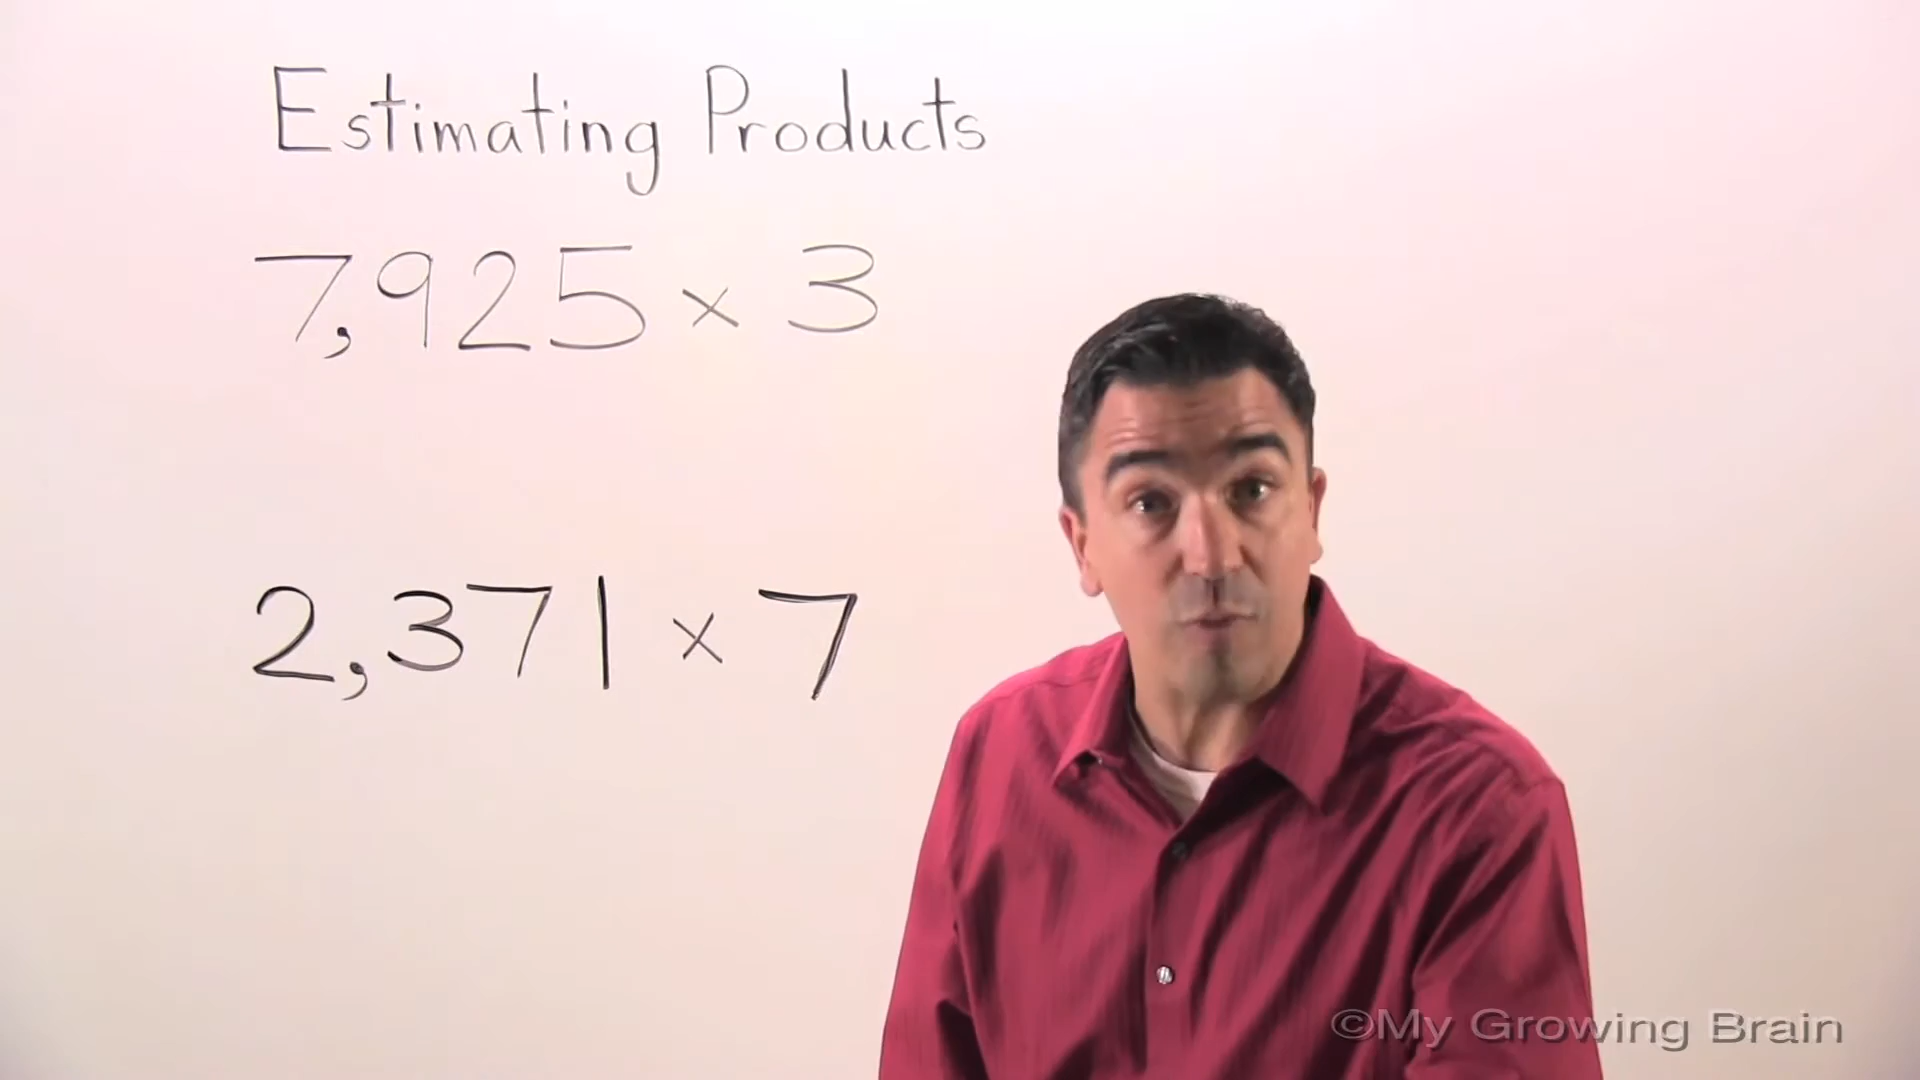 Estimating Products
7,925 × 3
2,371 × 7
©My Growing Brain